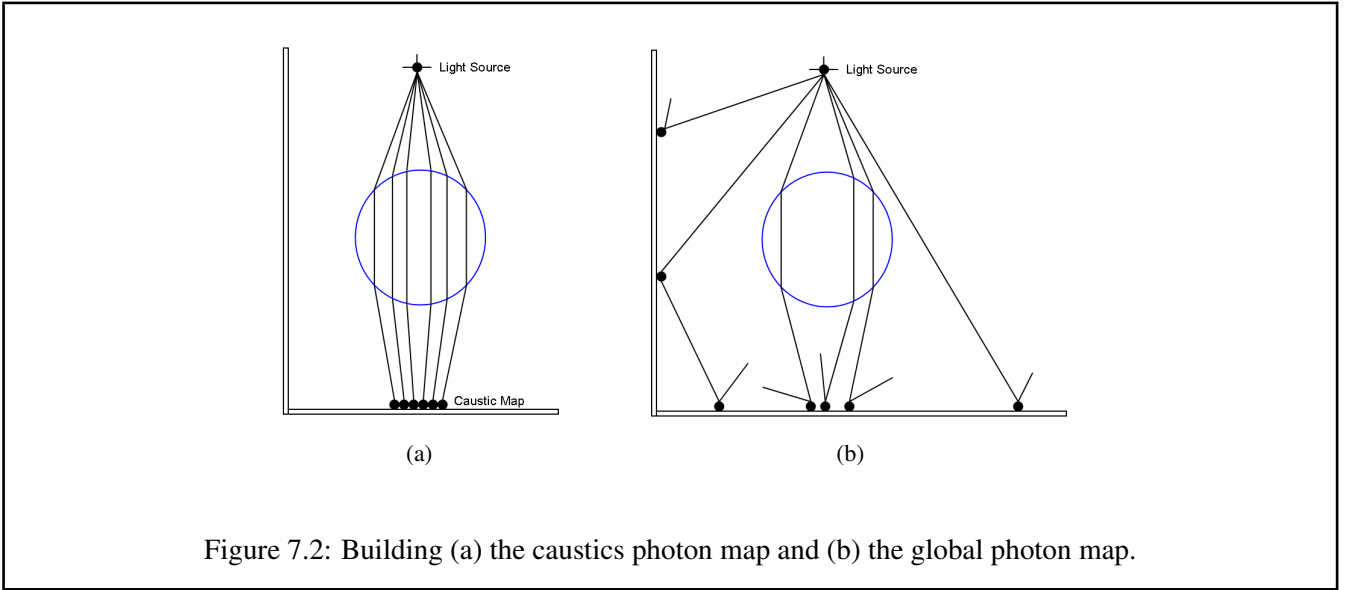 Light Source
Light Source
Caustic Map
(a)
(b)
Figure 7.2: Building (a) the caustics photon map and (b) the global photon map.